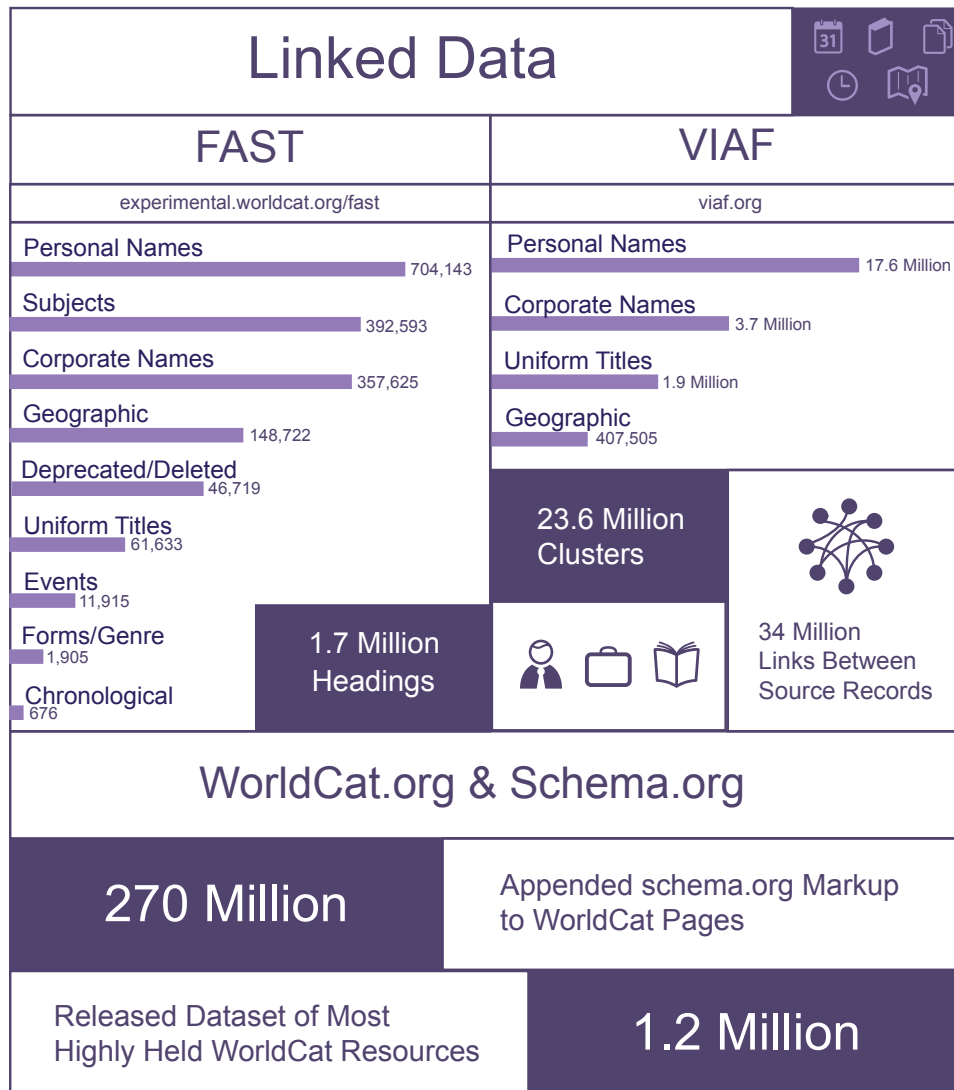 Linked Data
31
FAST
experimental.worldcat.org/fast
Personal Names
704,143
Subjects
392,593
Corporate Names
357,625
Geographic
148,722
Deprecated/Deleted
46,719
Uniform Titles
61,633
Events
11,915
Forms/Genre
1,905
Chronological
676
1.7 Million
Headings
VIAF
viaf.org
Personal Names
17.6 Million
Corporate Names
3.7 Million
Uniform Titles
1.9 Million
Geographic
407,505
23.6 Million
Clusters
34 Million
Links Between
Source Records
WorldCat.org & Schema.org
270 Million
Appended schema.org Markup
to WorldCat Pages
Released Dataset of Most
Highly Held WorldCat Resources
1.2 Million